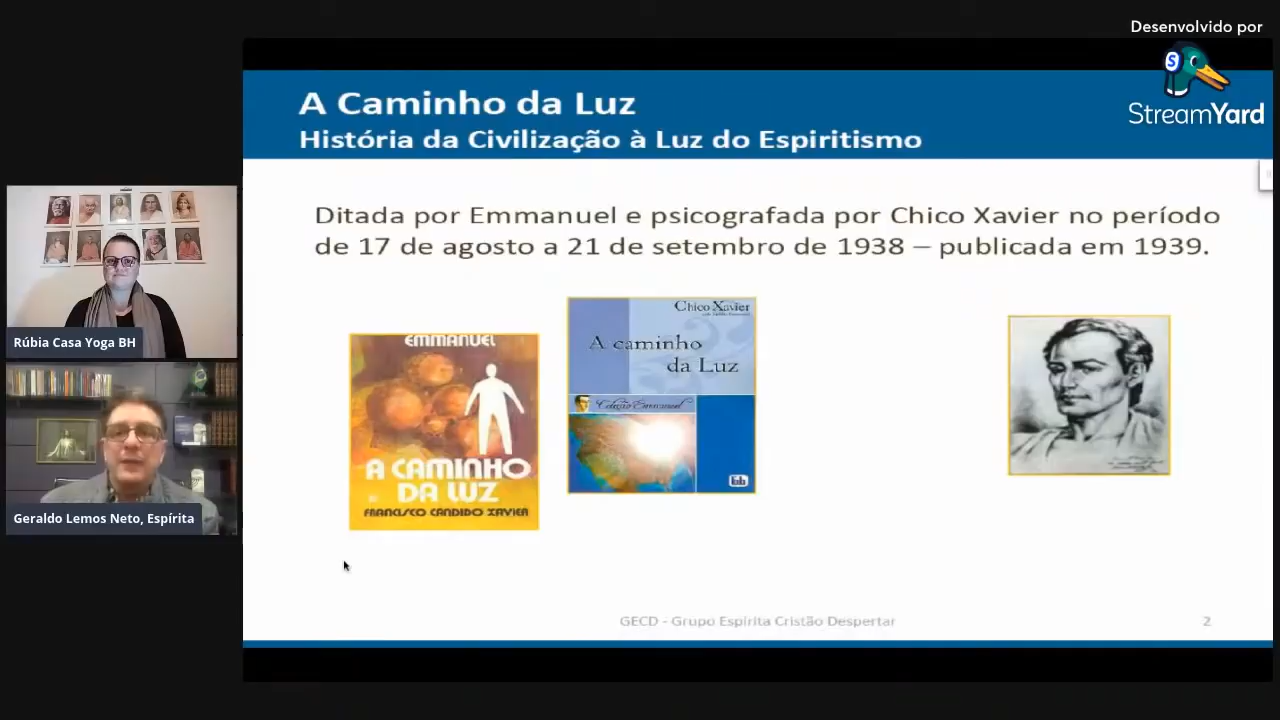 Desenvolvido por
StreamYard
A Caminho da Luz
História da Civilização à Luz do Espiritismo
Ditada por Emmanuel e psicografada por Chico Xavier no período
de 17 de agosto a 21 de setembro de 1938 – publicada em 1939.
EMMANUEL
A CAMINHO
DA LUZ
FRANCISCO CANDIDO XAVIER
Chico Xavier
A caminho
da Luz
Coleção Emmanuel
feb
Rúbia Casa Yoga BH
Geraldo Lemos Neto, Espírita
GECD - Grupo Espírita Cristão Despertar
2